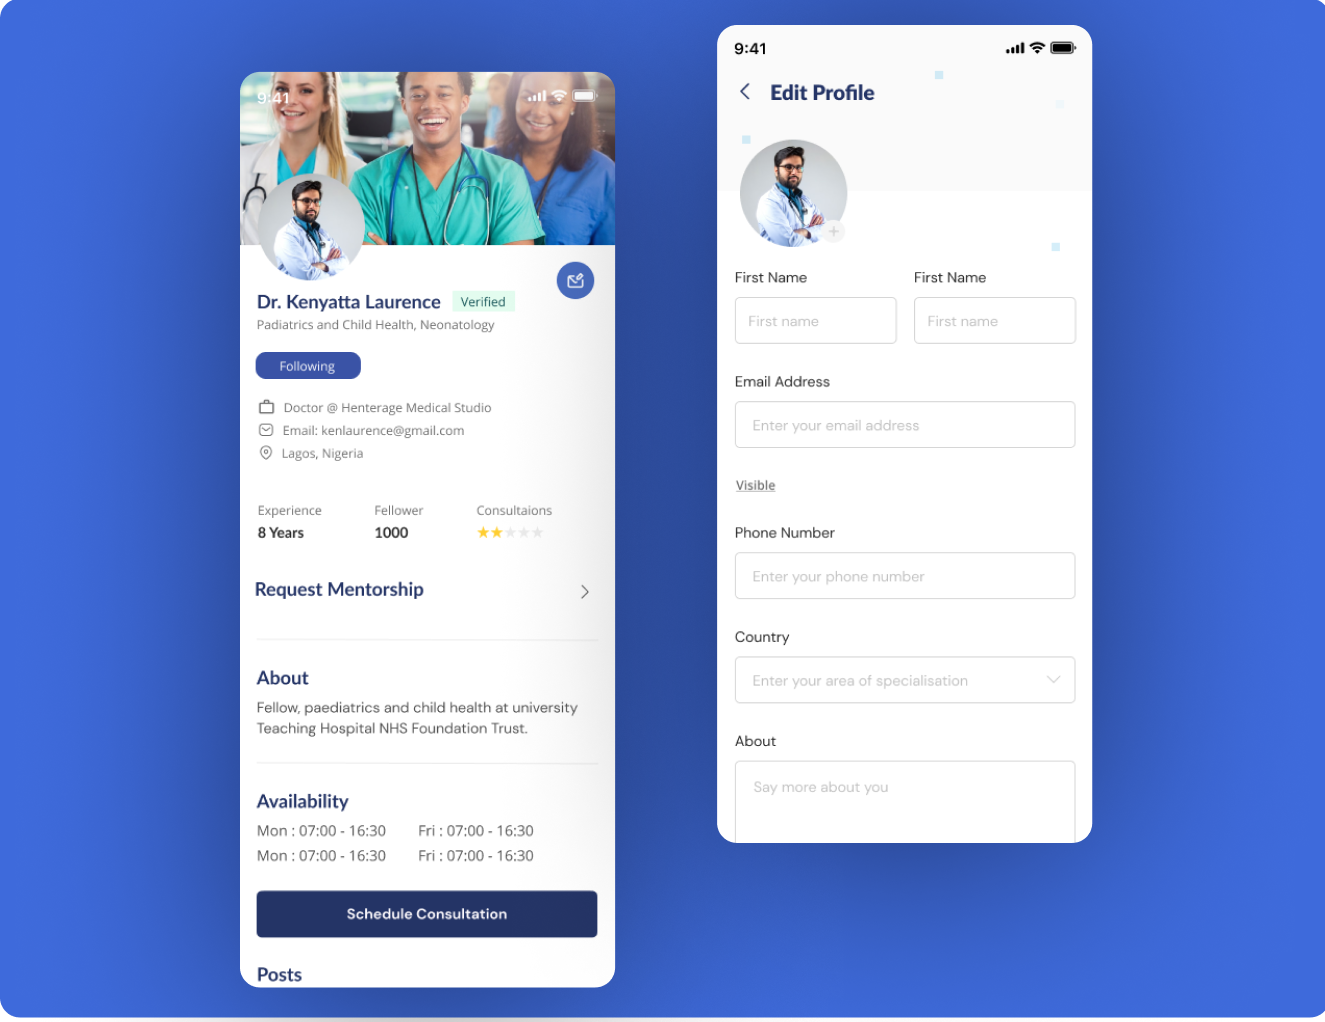 9:41
Dr. Kenyatta Laurence Verified
Padiatrics and Child Health, Neonatology
Following
Doctor @ Henterage Medical Studio
Email: kenlaurence@gmail.com
Lagos, Nigeria
Experience Fellower Consultaions
8 Years 1000
Request Mentorship
About
Fellow, paediatrics and child health at university
Teaching Hospital NHS Foundation Trust.
Availability
Mon : 07:00 - 16:30 Fri : 07:00 - 16:30
Mon : 07:00 - 16:30 Fri : 07:00 - 16:30
Schedule Consultation
Posts
9:41
Edit Profile
First Name First Name
First name First name
Email Address
Enter your email address
Visible
Phone Number
Enter your phone number
Country
Enter your area of specialisation
About
Say more about you